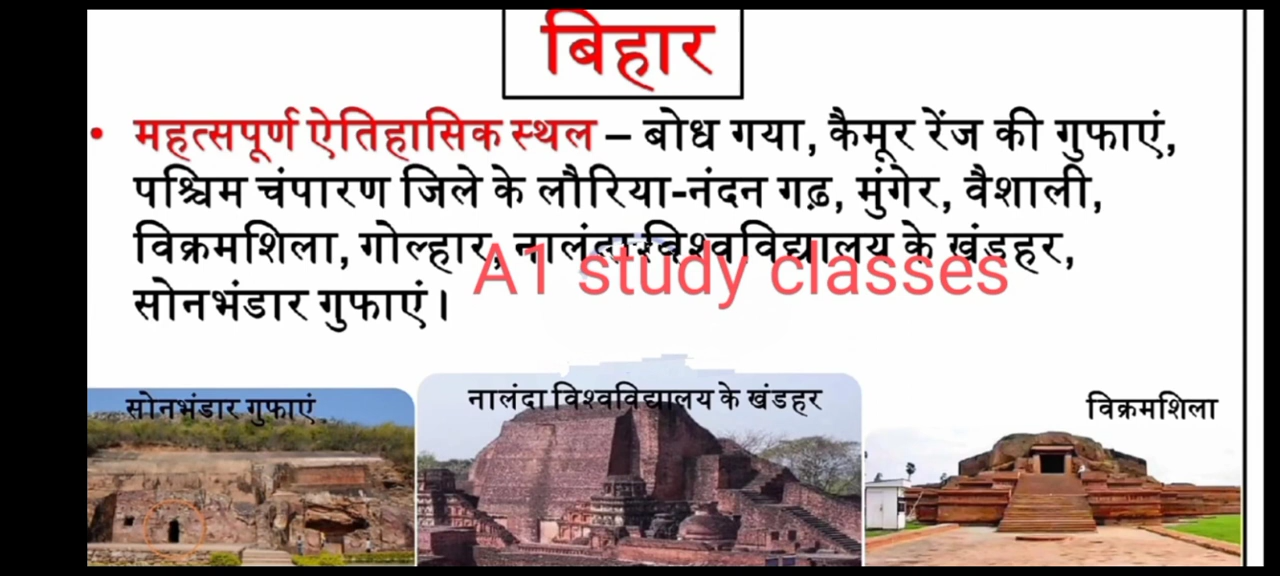 बिहार
• महत्सपूर्ण ऐतिहासिक स्थल – बोध गया, कैमूर रेंज की गुफाएं,
पश्चिम चंपारण जिले के लौरिया-नंदन गढ़, मुंगेर, वैशाली,
विक्रमशिला, गोल्हार, नालंदा विश्वविद्यालय के खंडहर,
A1 study classes
सोनभंडार गुफाएं।
सोनभंडार गुफाएं
नालंदा विश्वविद्यालय के खंडहर
विक्रमशिला